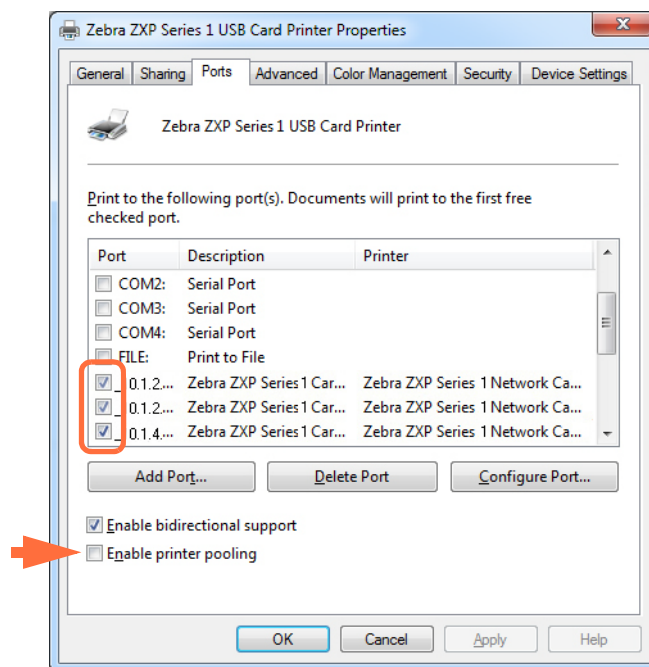 Zebra ZXP Series 1 USB Card Printer Properties
General Sharing Ports Advanced Color Management Security Device Settings
Zebra ZXP Series 1 USB Card Printer
Print to the following port(s). Documents will print to the first free
checked port.
Port Description Printer
COM2: Serial Port
COM3: Serial Port
COM4: Serial Port
FILE: Print to File
_0.1.2... Zebra ZXP Series 1 Car... Zebra ZXP Series 1 Network Ca...
_0.1.2... Zebra ZXP Series 1 Car... Zebra ZXP Series 1 Network Ca...
_0.1.4... Zebra ZXP Series 1 Car... Zebra ZXP Series 1 Network Ca...
Add Port... Delete Port Configure Port...
Enable bidirectional support
Enable printer pooling
OK Cancel Apply Help